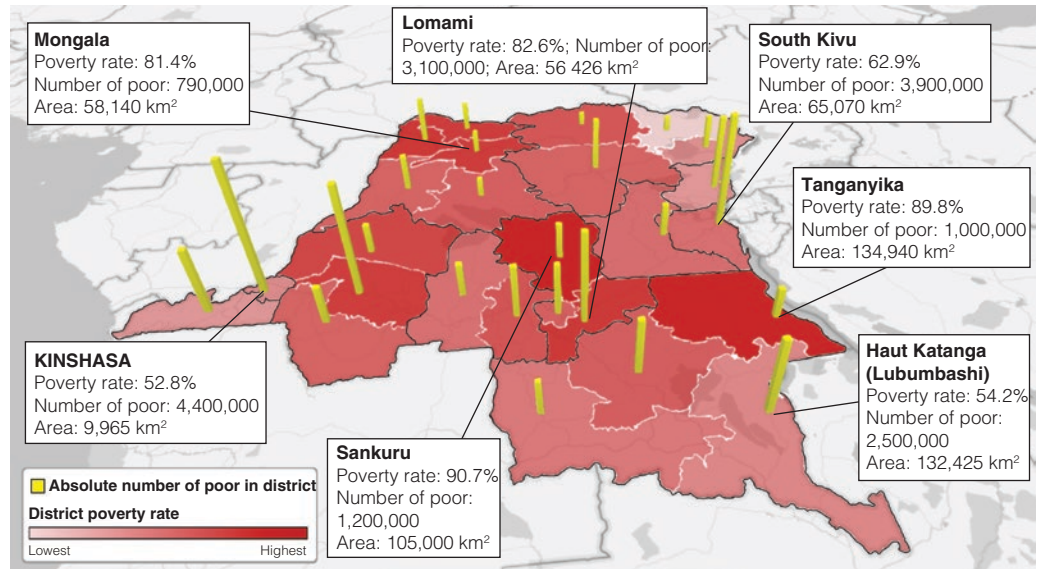 Mongala
Poverty rate: 81.4%
Number of poor: 790,000
Area: 58,140 km²
Lomami
Poverty rate: 82.6%; Number of poor:
3,100,000; Area: 56 426 km²
South Kivu
Poverty rate: 62.9%
Number of poor: 3,900,000
Area: 65,070 km²
Tanganyika
Poverty rate: 89.8%
Number of poor: 1,000,000
Area: 134,940 km²
KINSHASA
Poverty rate: 52.8%
Number of poor: 4,400,000
Area: 9,965 km²
Haut Katanga
(Lubumbashi)
Poverty rate: 54.2%
Number of poor:
2,500,000
Area: 132,425 km²
Sankuru
Poverty rate: 90.7%
Number of poor:
1,200,000
Area: 105,000 km²
Absolute number of poor in district
District poverty rate
Lowest Highest